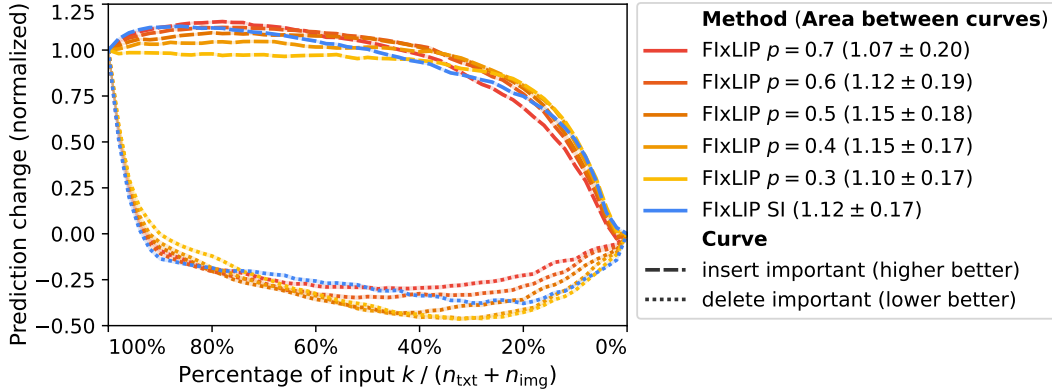 Prediction change (normalized)
1.25
1.00
0.75
0.50
0.25
0.00
−0.25
−0.50
100% 80% 60% 40% 20% 0%
Percentage of input k / (n_txt + n_img)
Method (Area between curves)
FIxLIP p = 0.7 (1.07 ± 0.20)
FIxLIP p = 0.6 (1.12 ± 0.19)
FIxLIP p = 0.5 (1.15 ± 0.18)
FIxLIP p = 0.4 (1.15 ± 0.17)
FIxLIP p = 0.3 (1.10 ± 0.17)
FIxLIP SI (1.12 ± 0.17)
Curve
insert important (higher better)
delete important (lower better)